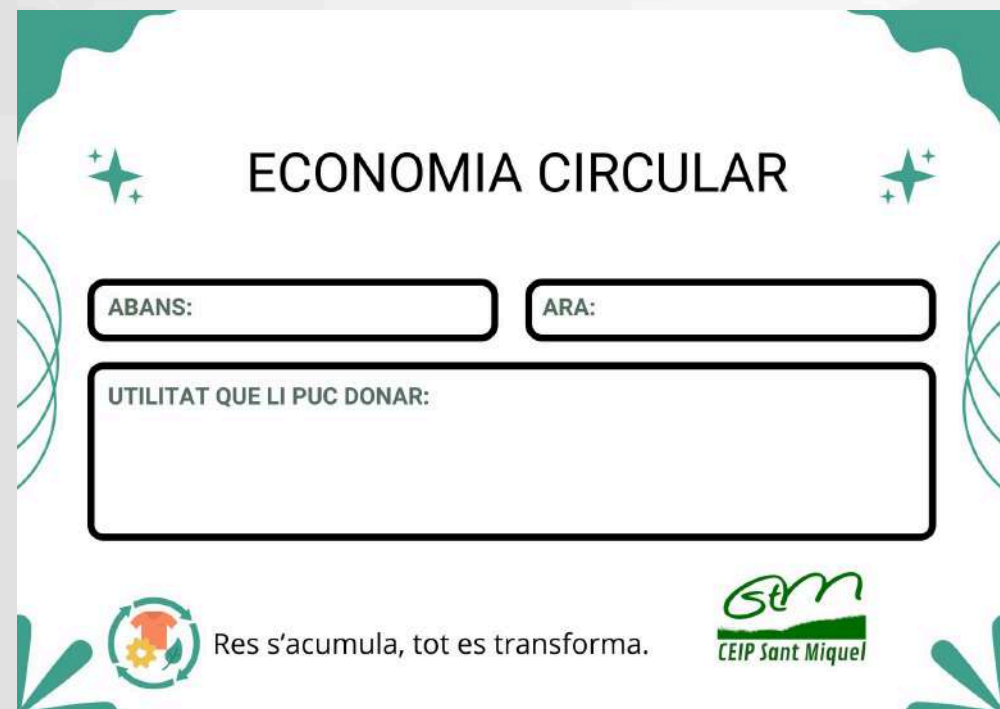 ECONOMIA CIRCULAR
ABANS:
ARA:
UTILITAT QUE LI PUC DONAR:
Res s’acumula, tot es transforma.
StM
CEIP Sant Miquel